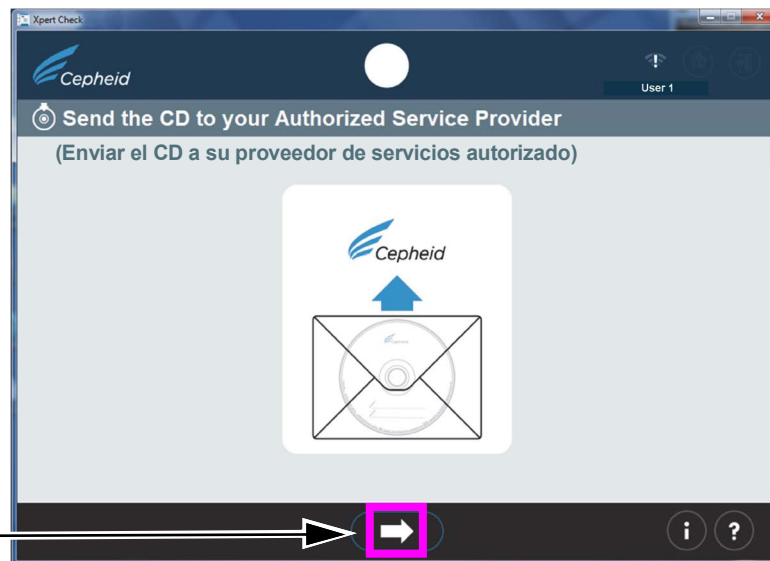 Xpert Check
Cepheid
User 1
Send the CD to your Authorized Service Provider
(Enviar el CD a su proveedor de servicios autorizado)
Cepheid
Cepheid
i ?